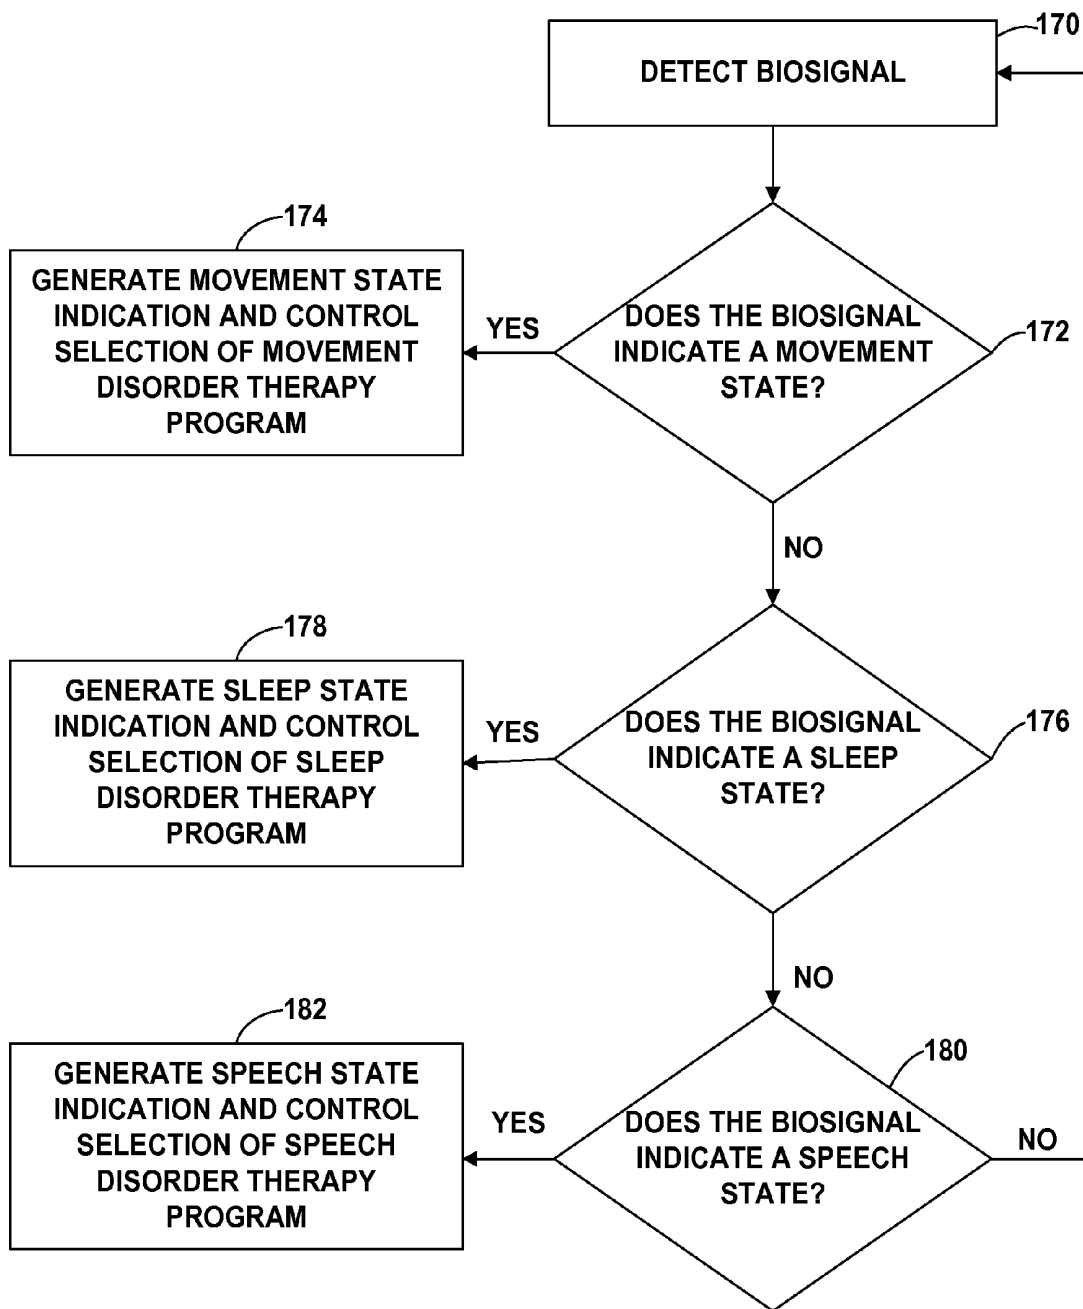 170
DETECT BIOSIGNAL
174
GENERATE MOVEMENT STATE
INDICATION AND CONTROL
SELECTION OF MOVEMENT
DISORDER THERAPY
PROGRAM
YES
DOES THE BIOSIGNAL
INDICATE A MOVEMENT
STATE?
172
NO
178
GENERATE SLEEP STATE
INDICATION AND CONTROL
SELECTION OF SLEEP
DISORDER THERAPY
PROGRAM
YES
DOES THE BIOSIGNAL
INDICATE A SLEEP
STATE?
176
NO
182
GENERATE SPEECH STATE
INDICATION AND CONTROL
SELECTION OF SPEECH
DISORDER THERAPY
PROGRAM
YES
180
DOES THE BIOSIGNAL
INDICATE A SPEECH
STATE?
NO